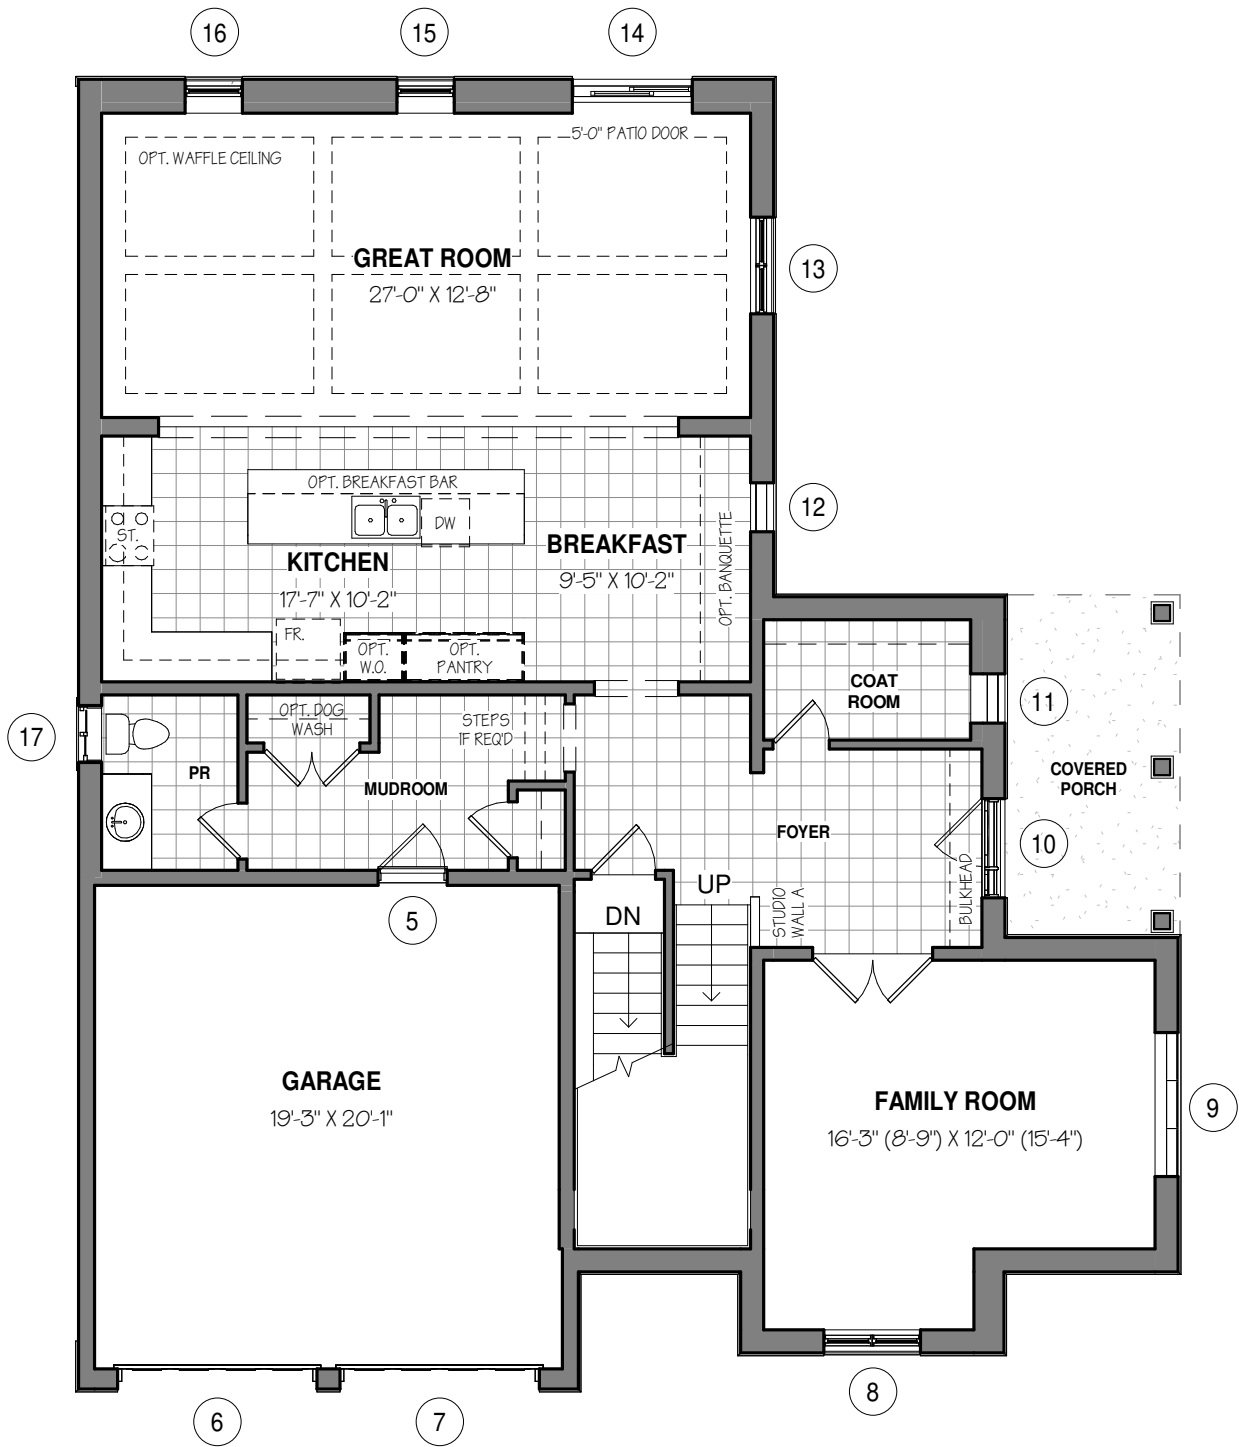 16
15
14
5'-0" PATIO DOOR
OPT. WAFFLE CEILING
GREAT ROOM
27'-0" X 12'-8"
13
OPT. BREAKFAST BAR
DW
ST.
12
KITCHEN
17'-7" X 10'-2"
BREAKFAST
9'-5" X 10'-2"
OPT. BANQUETTE
FR.
OPT.
W.O.
OPT.
PANTRY
COAT
ROOM
11
17
OPT. DOG
WASH
STEPS
IF REQ'D
PR
MUDROOM
COVERED
PORCH
FOYER
10
UP
DN
STUDIO
WALL A
BULKHEAD
5
GARAGE
19'-3" X 20'-1"
FAMILY ROOM
16'-3" (8'-9") X 12'-0" (15'-4")
9
8
6
7